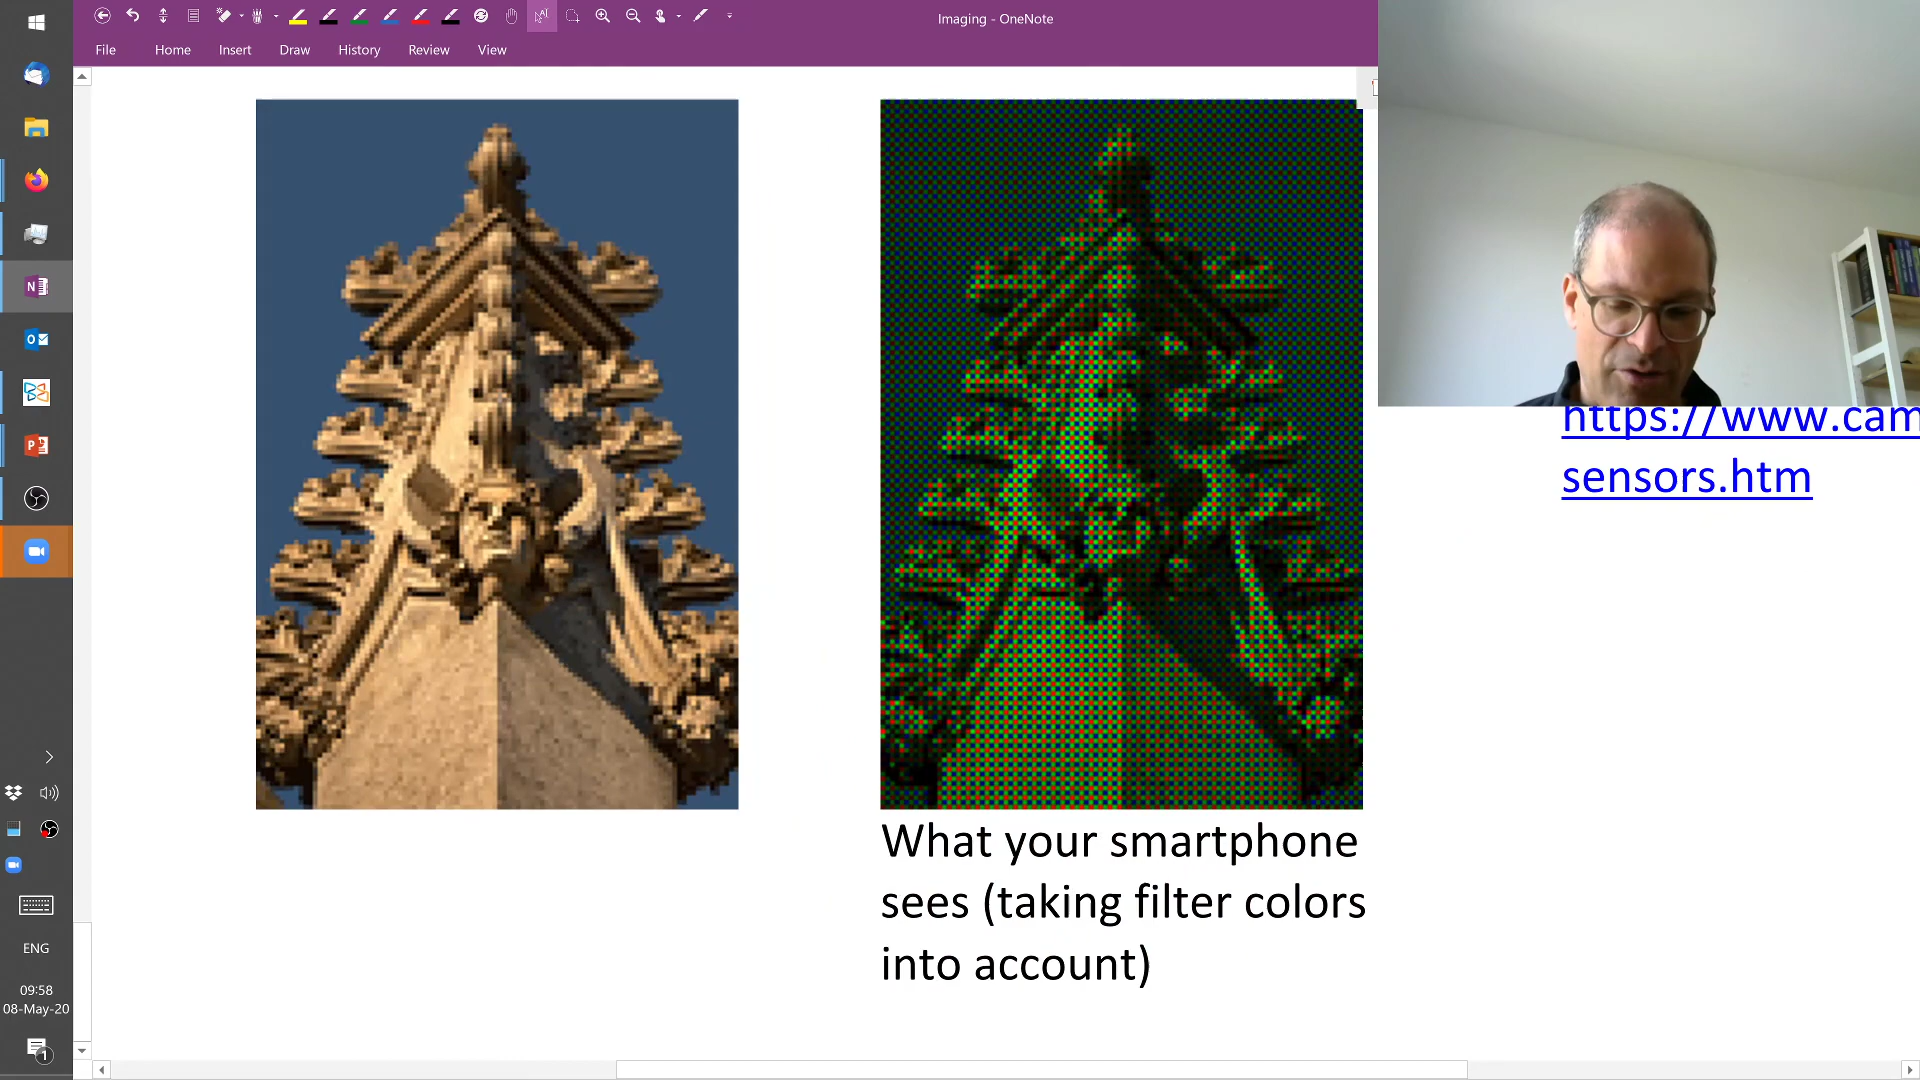 Imaging - OneNote
File Home Insert Draw History Review View
https://www.cam
sensors.htm
What your smartphone
sees (taking filter colors
into account)
ENG
09:58
08-May-20
1